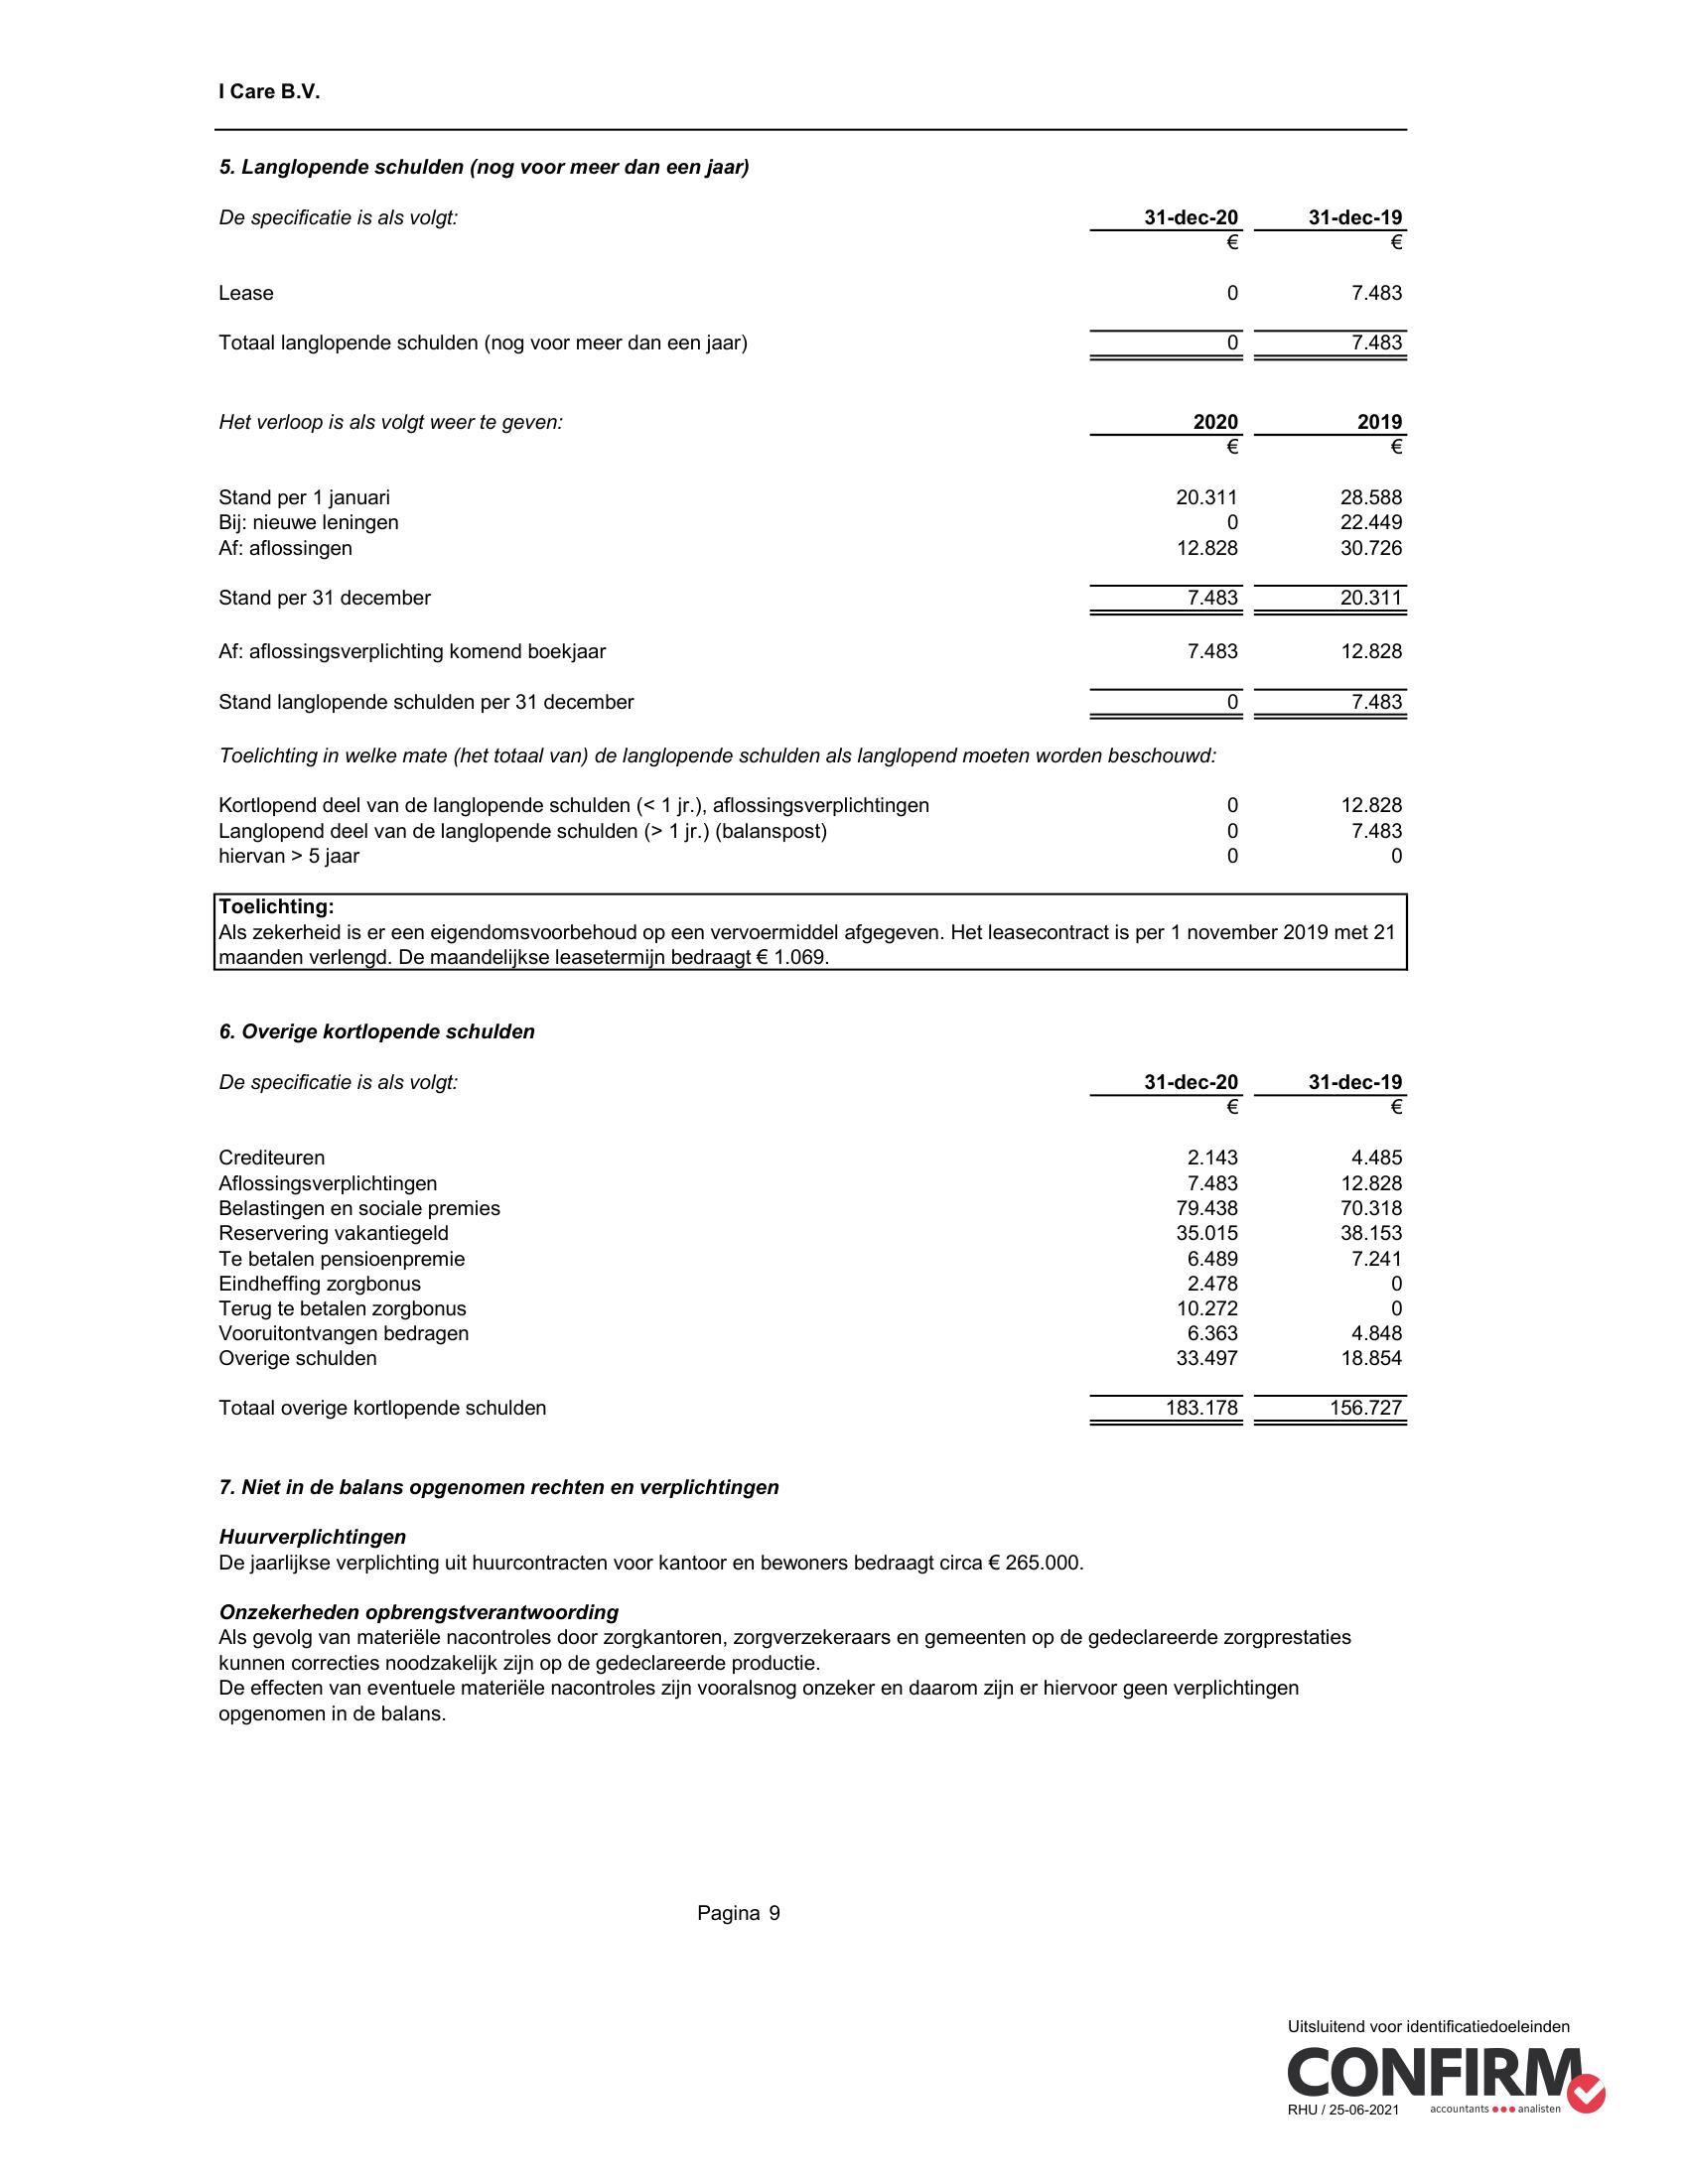 I Care B.V.
5. Langlopende schulden (nog voor meer dan een jaar)
De specificatie is als volgt: 31-dec-20 31-dec-19
€ €
Lease 0 7.483
Totaal langlopende schulden (nog voor meer dan een jaar) 0 7.483
Het verloop is als volgt weer te geven: 2020 2019
€ €
Stand per 1 januari 20.311 28.588
Bij: nieuwe leningen 0 22.449
Af: aflossingen 12.828 30.726
Stand per 31 december 7.483 20.311
Af: aflossingsverplichting komend boekjaar 7.483 12.828
Stand langlopende schulden per 31 december 0 7.483
Toelichting in welke mate (het totaal van) de langlopende schulden als langlopend moeten worden beschouwd:
Kortlopend deel van de langlopende schulden (< 1 jr.), aflossingsverplichtingen 0 12.828
Langlopend deel van de langlopende schulden (> 1 jr.) (balanspost) 0 7.483
hiervan > 5 jaar 0 0
Toelichting:
Als zekerheid is er een eigendomsvoorbehoud op een vervoermiddel afgegeven. Het leasecontract is per 1 november 2019 met 21
maanden verlengd. De maandelijkse leasetermijn bedraagt € 1.069.
6. Overige kortlopende schulden
De specificatie is als volgt: 31-dec-20 31-dec-19
€ €
Crediteuren 2.143 4.485
Aflossingsverplichtingen 7.483 12.828
Belastingen en sociale premies 79.438 70.318
Reservering vakantiegeld 35.015 38.153
Te betalen pensioenpremie 6.489 7.241
Eindheffing zorgbonus 2.478 0
Terug te betalen zorgbonus 10.272 0
Vooruitontvangen bedragen 6.363 4.848
Overige schulden 33.497 18.854
Totaal overige kortlopende schulden 183.178 156.727
7. Niet in de balans opgenomen rechten en verplichtingen
Huurverplichtingen
De jaarlijkse verplichting uit huurcontracten voor kantoor en bewoners bedraagt circa € 265.000.
Onzekerheden opbrengstverantwoording
Als gevolg van materiële nacontroles door zorgkantoren, zorgverzekeraars en gemeenten op de gedeclareerde zorgprestaties
kunnen correcties noodzakelijk zijn op de gedeclareerde productie.
De effecten van eventuele materiële nacontroles zijn vooralsnog onzeker en daarom zijn er hiervoor geen verplichtingen
opgenomen in de balans.
Pagina 9
Uitsluitend voor identificatiedoeleinden
CONFIRM
RHU / 25-06-2021 accountants analisten